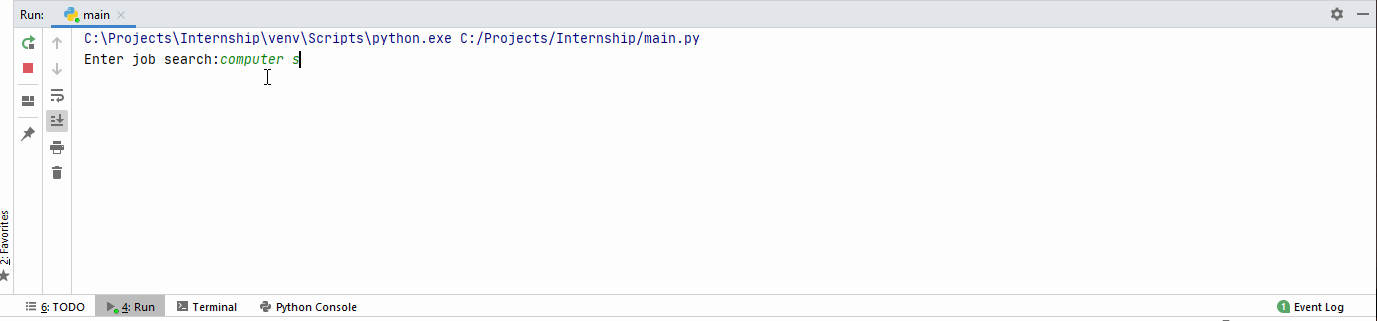 Run: main
C:\Projects\Internship\venv\Scripts\python.exe C:/Projects/Internship/main.py
Enter job search:computer s
2: Favorites
6: TODO 4: Run Terminal Python Console 1 Event Log